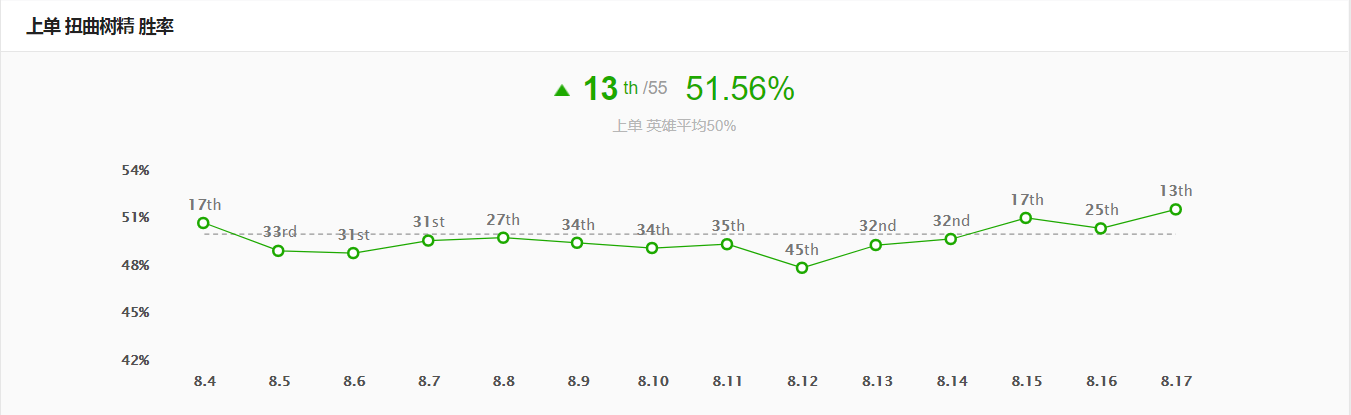 上单 扭曲树精 胜率
13 th /55 51.56%
上单 英雄平均50%
54%
51%
48%
45%
42%
17th 33rd 31st 31st 27th 34th 34th 35th 45th 32nd 32nd 17th 25th 13th
8.4 8.5 8.6 8.7 8.8 8.9 8.10 8.11 8.12 8.13 8.14 8.15 8.16 8.17